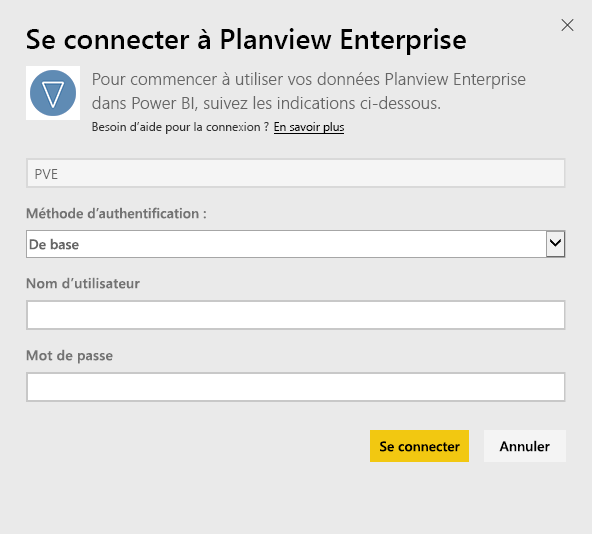 Se connecter à Planview Enterprise
Pour commencer à utiliser vos données Planview Enterprise
dans Power BI, suivez les indications ci-dessous.
Besoin d'aide pour la connexion ? En savoir plus
PVE
Méthode d'authentification :
De base
Nom d'utilisateur
Mot de passe
Se connecter
Annuler